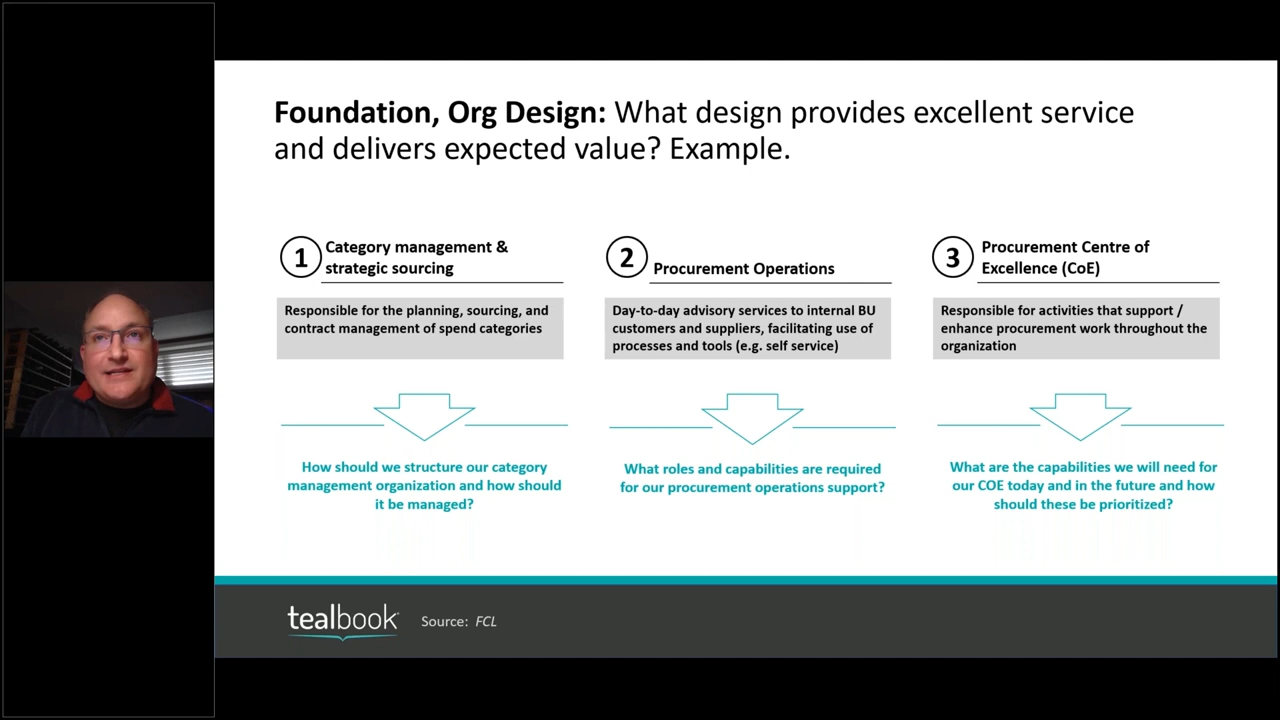 Foundation, Org Design: What design provides excellent service
and delivers expected value? Example.
1
Category management &
strategic sourcing
Responsible for the planning, sourcing, and
contract management of spend categories
How should we structure our category
management organization and how should
it be managed?
2
Procurement Operations
Day-to-day advisory services to internal BU
customers and suppliers, facilitating use of
processes and tools (e.g. self service)
What roles and capabilities are required
for our procurement operations support?
3
Procurement Centre of
Excellence (CoE)
Responsible for activities that support /
enhance procurement work throughout the
organization
What are the capabilities we will need for
our COE today and in the future and how
should these be prioritized?
tealbook
Source: FCL